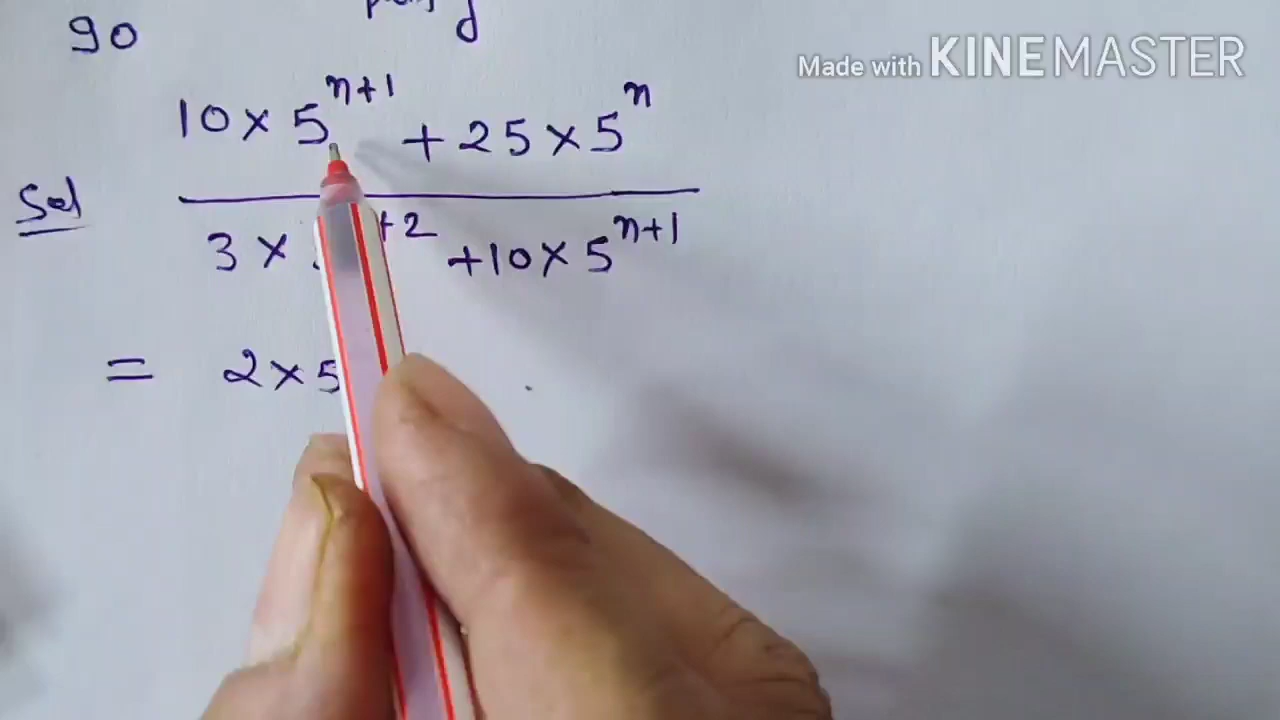 90
Made with KINEMASTER
10 × 5^{n+1} + 25 × 5^n
Sol
3 × +2 + 10 × 5^{n+1}
= 2 × 5